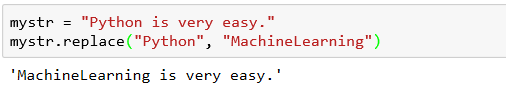 mystr = "Python is very easy."
mystr.replace("Python", "MachineLearning")
'MachineLearning is very easy.'